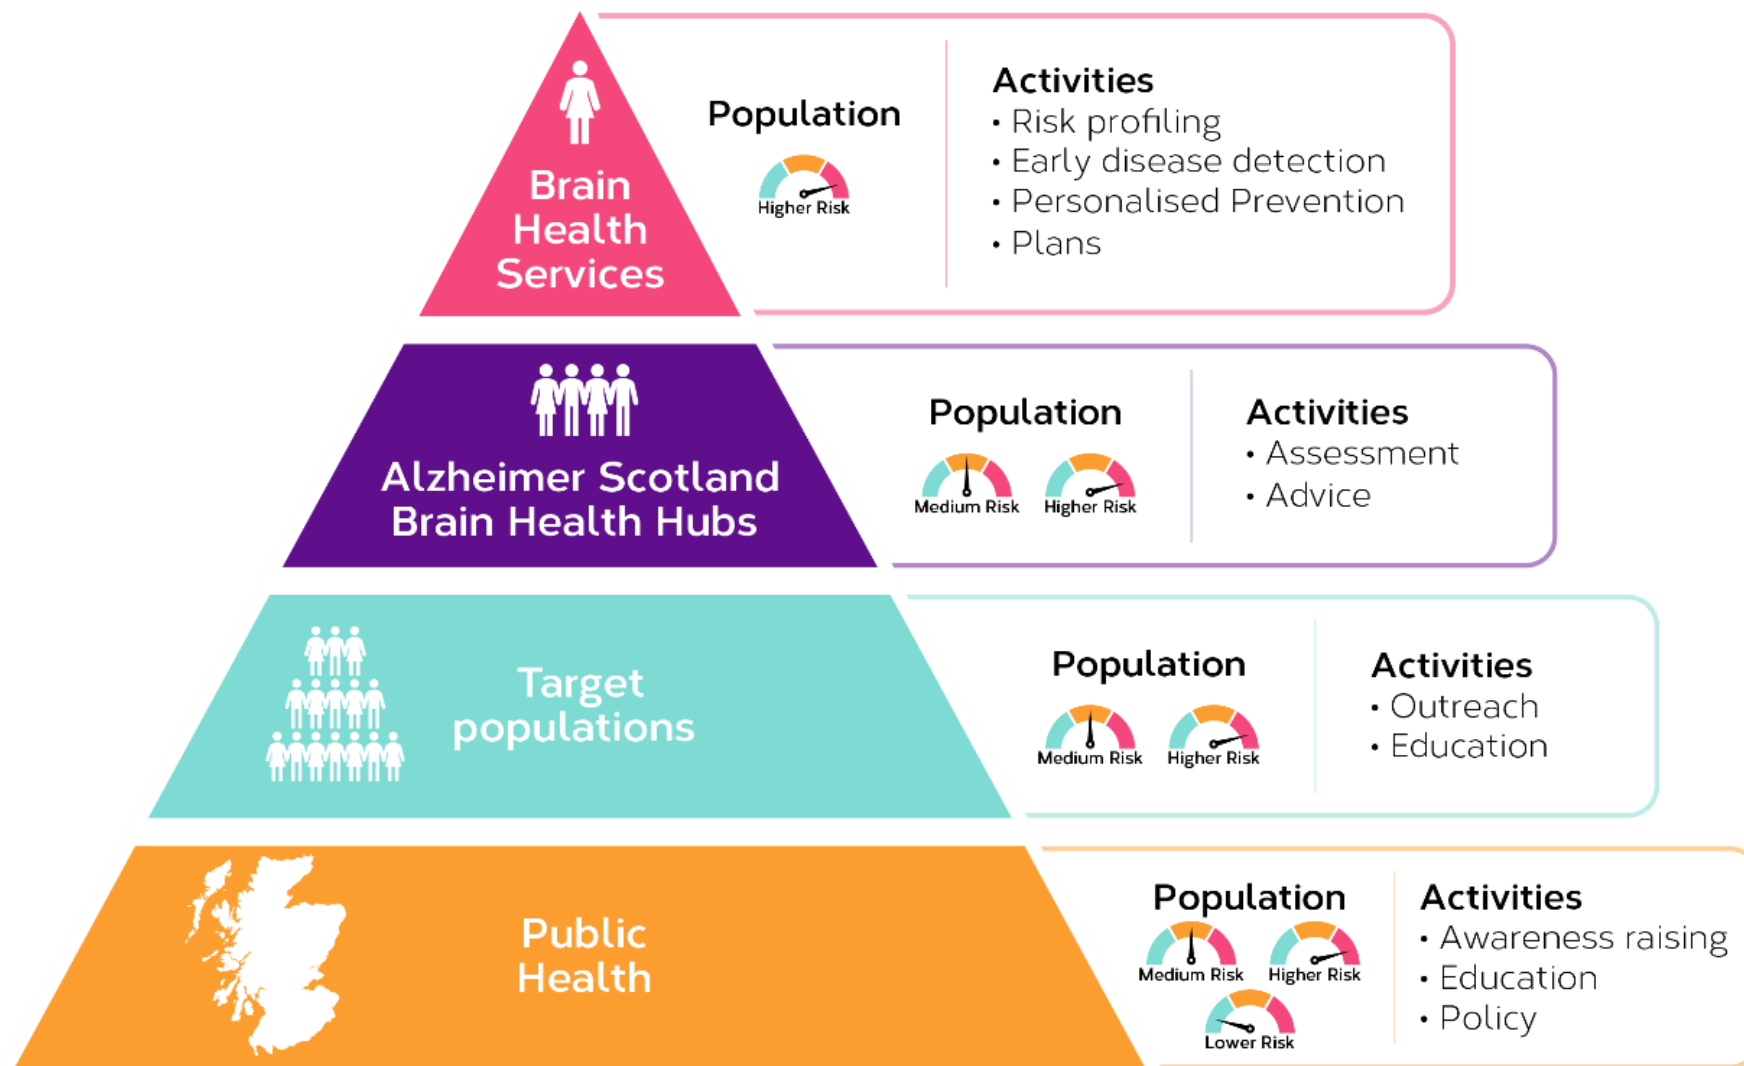 Brain
Health
Services
Population
Higher Risk
Activities
• Risk profiling
• Early disease detection
• Personalised Prevention
• Plans
Alzheimer Scotland
Brain Health Hubs
Population
Medium Risk
Higher Risk
Activities
• Assessment
• Advice
Target
populations
Population
Medium Risk
Higher Risk
Activities
• Outreach
• Education
Public
Health
Population
Medium Risk
Higher Risk
Lower Risk
Activities
• Awareness raising
• Education
• Policy